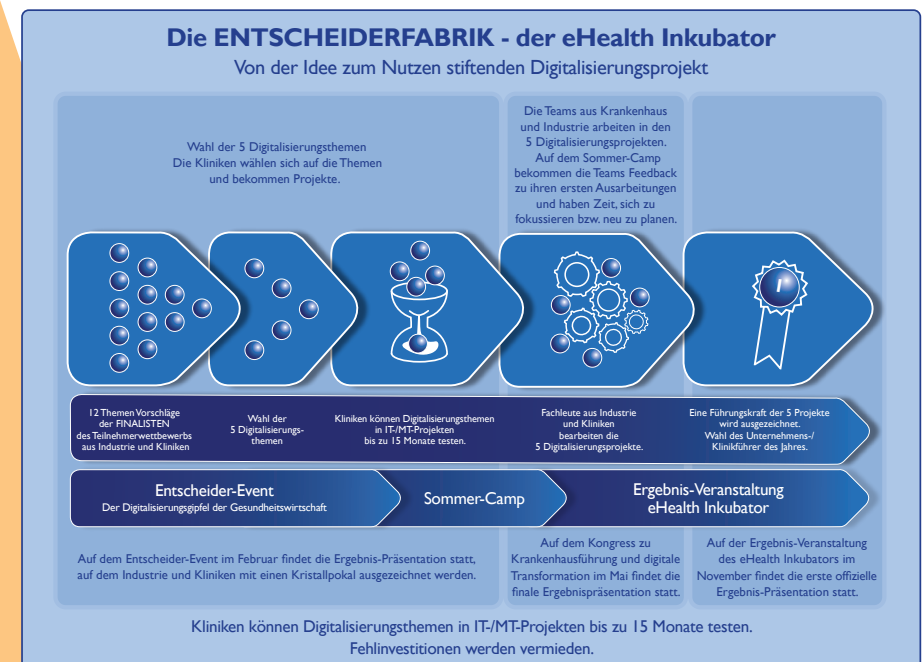 Die ENTSCHEIDERFABRIK - der eHealth Inkubator
Von der Idee zum Nutzen stiftenden Digitalisierungsprojekt
Wahl der 5 Digitalisierungsthemen
Die Kliniken wählen sich auf die Themen
und bekommen Projekte.
Die Teams aus Krankenhaus
und Industrie arbeiten in den
5 Digitalisierungsprojekten.
Auf dem Sommer-Camp
bekommen die Teams Feedback
zu ihren ersten Ausarbeitungen
und haben Zeit, sich zu
fokussieren bzw. neu zu planen.
1
12 Themen Vorschläge
der FINALISTEN
des Teilnehmerwettbewerbs
aus Industrie und Kliniken
Wahl der
5 Digitalisierungs-
themen
Kliniken können Digitalisierungsthemen
in IT-/MT-Projekten
bis zu 15 Monate testen.
Fachleute aus Industrie
und Kliniken
bearbeiten die
5 Digitalisierungsprojekte.
Eine Führungskraft der 5 Projekte
wird ausgezeichnet.
Wahl des Unternehmens-/
Klinikführer des Jahres.
Entscheider-Event
Der Digitalisierungsgipfel der Gesundheitswirtschaft
Sommer-Camp
Ergebnis-Veranstaltung
eHealth Inkubator
Auf dem Entscheider-Event im Februar findet die Ergebnis-Präsentation statt,
auf dem Industrie und Kliniken mit einen Kristallpokal ausgezeichnet werden.
Auf dem Kongress zu
Krankenhausführung und digitale
Transformation im Mai findet die
finale Ergebnispräsentation statt.
Auf der Ergebnis-Veranstaltung
des eHealth Inkubators im
November findet die erste offizielle
Ergebnis-Präsentation statt.
Kliniken können Digitalisierungsthemen in IT-/MT-Projekten bis zu 15 Monate testen.
Fehlinvestitionen werden vermieden.